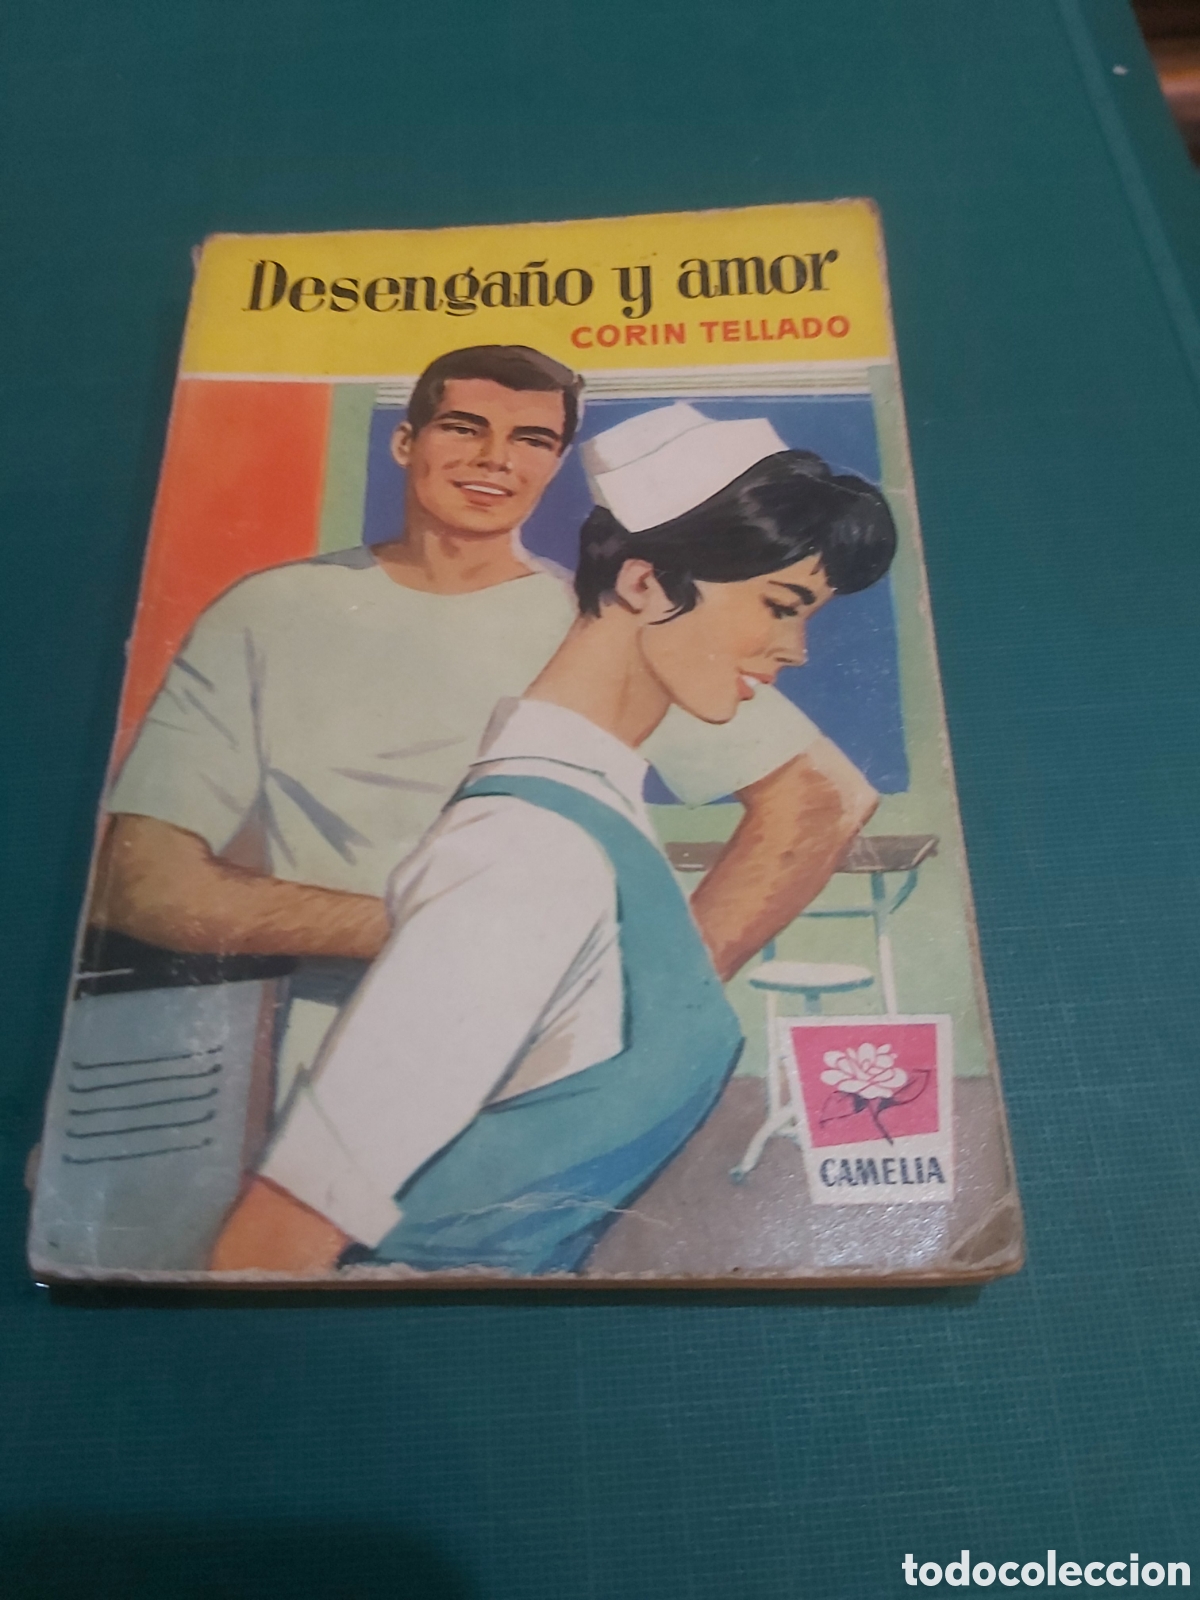 Desengaño y amor
CORIN TELLADO
CAMELIA
todocoleccion